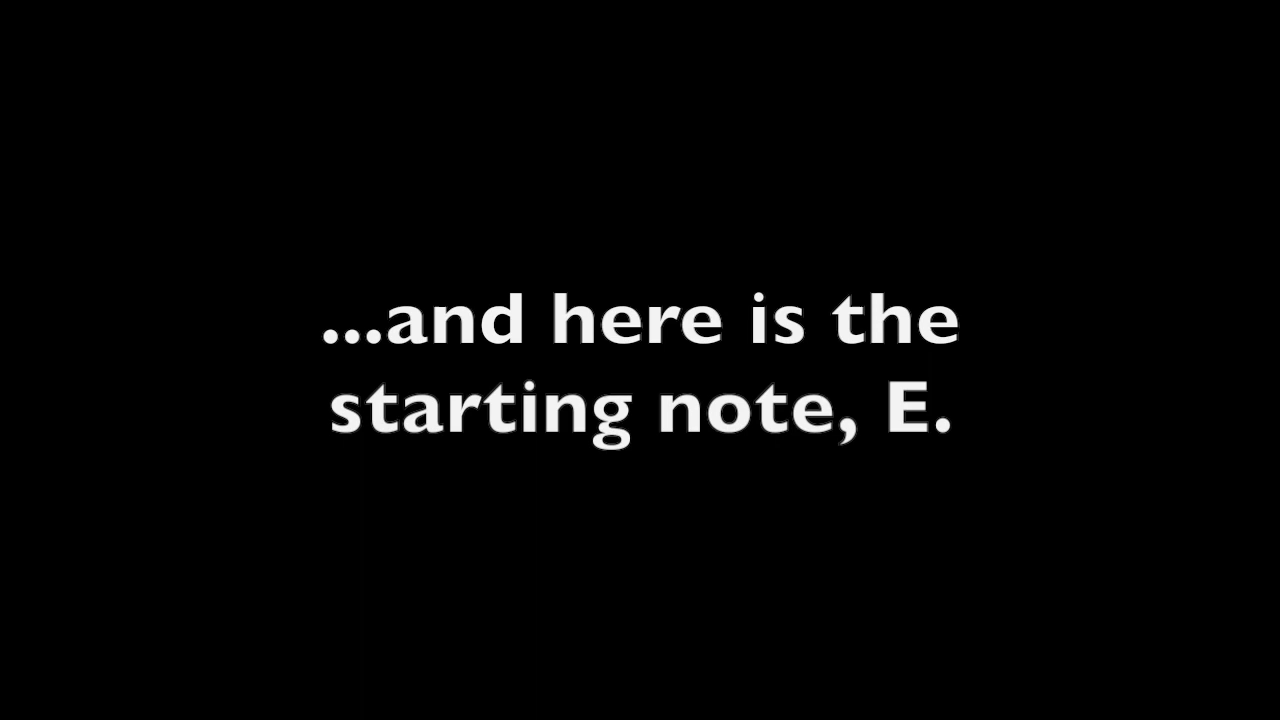 ...and here is the
starting note, E.